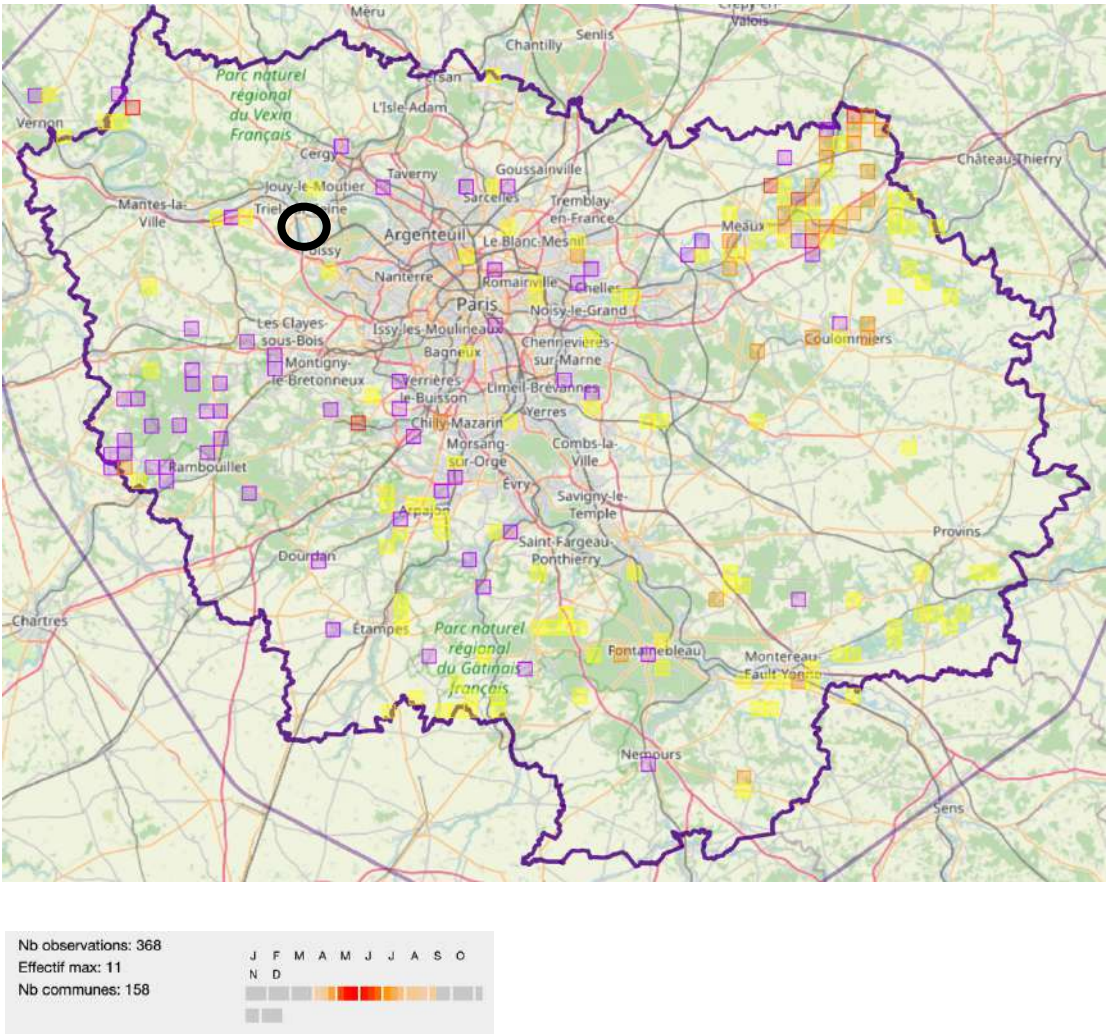 Méru
Crépy-en-
Valois
Senlis
Chantilly
Persan
Parc naturel
régional
du Vexin
Français
L'Isle-Adam
Vernon
Cergy
Château-Thierry
Taverny
Goussainville
Jouy-le-Moutier
Sarcelles
Mantes-la-
Ville
Tremblay-
en-France
Meaux
Argenteuil
Le Blanc-Mesnil
Nanterre
Romainville
Chelles
Paris
Noisy-le-Grand
Les Clayes-
sous-Bois
Issy-les-Moulineaux
Chennevières-
sur-Marne
Coulommiers
Bagneux
Montigny-
le-Bretonneux
Verrières
le-Buisson
Limeil-Brévannes
Yerres
Chilly-Mazarin
Morsang-
sur-Orge
Combs-la-
Ville
Rambouillet
Évry
Savigny-le-
Temple
Arpajon
Provins
Saint-Fargeau-
Ponthierry
Dourdan
Chartres
Étampes
Parc naturel
régional
du Gâtinais
français
Fontainebleau
Montereau-
Fault-Yonne
Nemours
Sens
Nb observations: 368
Effectif max: 11
Nb communes: 158
J F M A M J J A S O
N D